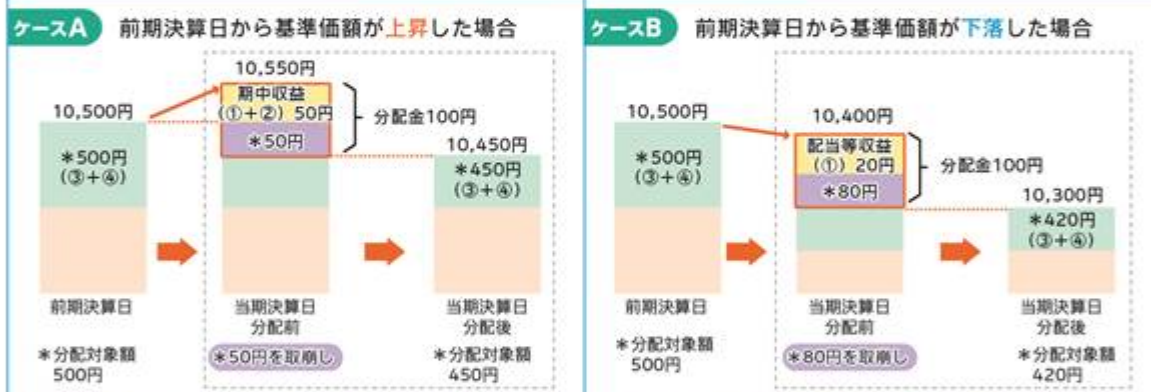 ケースA 前期決算日から基準価額が上昇した場合
10,550円
10,500円
期中収益
(①+②) 50円
分配金100円
*50円
10,450円
*500円
(③+④)
*450円
(③+④)
前期決算日
当期決算日
分配前
当期決算日
分配後
*分配対象額
500円
*50円を取崩し
*分配対象額
450円
ケースB 前期決算日から基準価額が下落した場合
10,500円
10,400円
配当等収益
(①) 20円
分配金100円
*80円
*500円
(③+④)
10,300円
*420円
(③+④)
前期決算日
当期決算日
分配前
当期決算日
分配後
*分配対象額
500円
*80円を取崩し
*分配対象額
420円